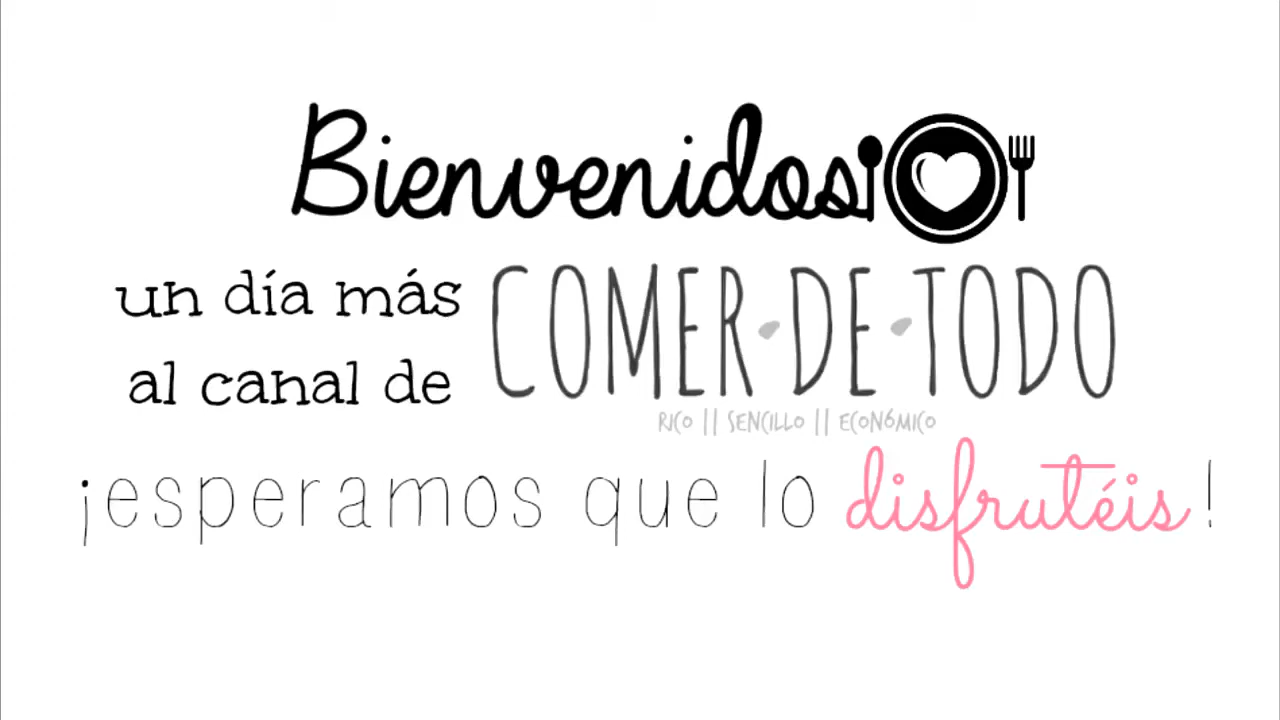 Bienvenidos
un día más
al canal de
COMER·DE·TODO
RICO || SENCILLO || ECONÓMICO
¡esperamos que lo disfrutéis!